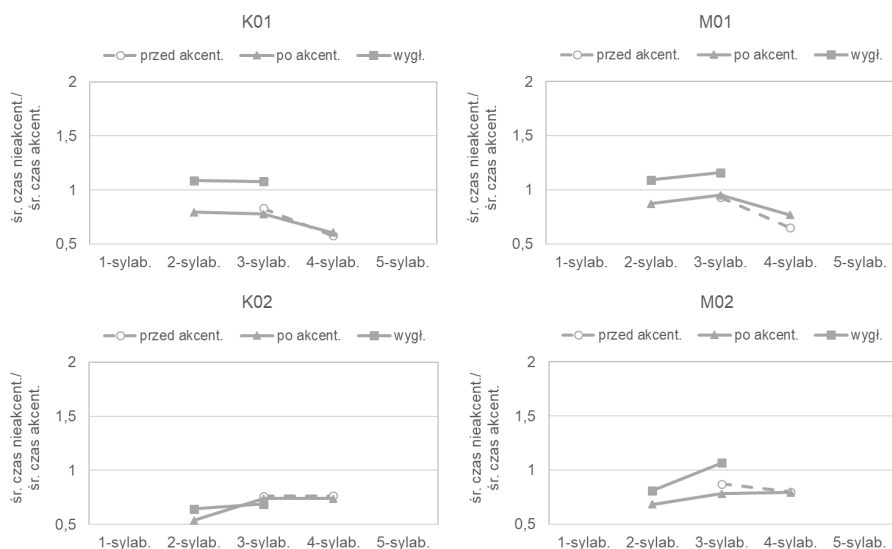 K01
przed akcent. po akcent. wygł.
śr. czas nieakcent./
śr. czas akcent.
2
1,5
1
0,5
1-sylab. 2-sylab. 3-sylab. 4-sylab. 5-sylab.
M01
przed akcent. po akcent. wygł.
śr. czas nieakcent./
śr. czas akcent.
2
1,5
1
0,5
1-sylab. 2-sylab. 3-sylab. 4-sylab. 5-sylab.
K02
przed akcent. po akcent. wygł.
śr. czas nieakcent./
śr. czas akcent.
2
1,5
1
0,5
1-sylab. 2-sylab. 3-sylab. 4-sylab. 5-sylab.
M02
przed akcent. po akcent. wygł.
śr. czas nieakcent./
śr. czas akcent.
2
1,5
1
0,5
1-sylab. 2-sylab. 3-sylab. 4-sylab. 5-sylab.